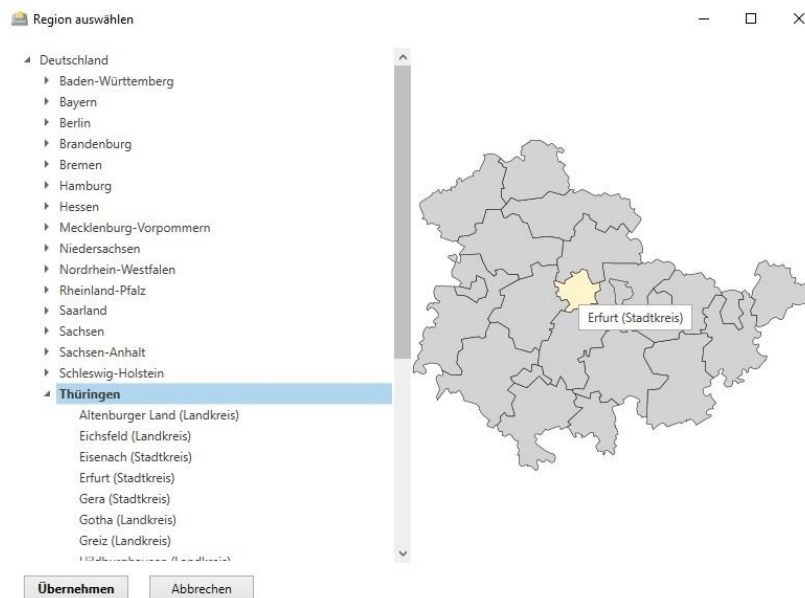 Region auswählen
Deutschland
Baden-Württemberg
Bayern
Berlin
Brandenburg
Bremen
Hamburg
Hessen
Mecklenburg-Vorpommern
Niedersachsen
Nordrhein-Westfalen
Rheinland-Pfalz
Saarland
Sachsen
Sachsen-Anhalt
Schleswig-Holstein
Thüringen
Altenburger Land (Landkreis)
Eichsfeld (Landkreis)
Eisenach (Stadtkreis)
Erfurt (Stadtkreis)
Gera (Stadtkreis)
Gotha (Landkreis)
Greiz (Landkreis)
Hildburghausen (Landkreis)
Erfurt (Stadtkreis)
Übernehmen
Abbrechen